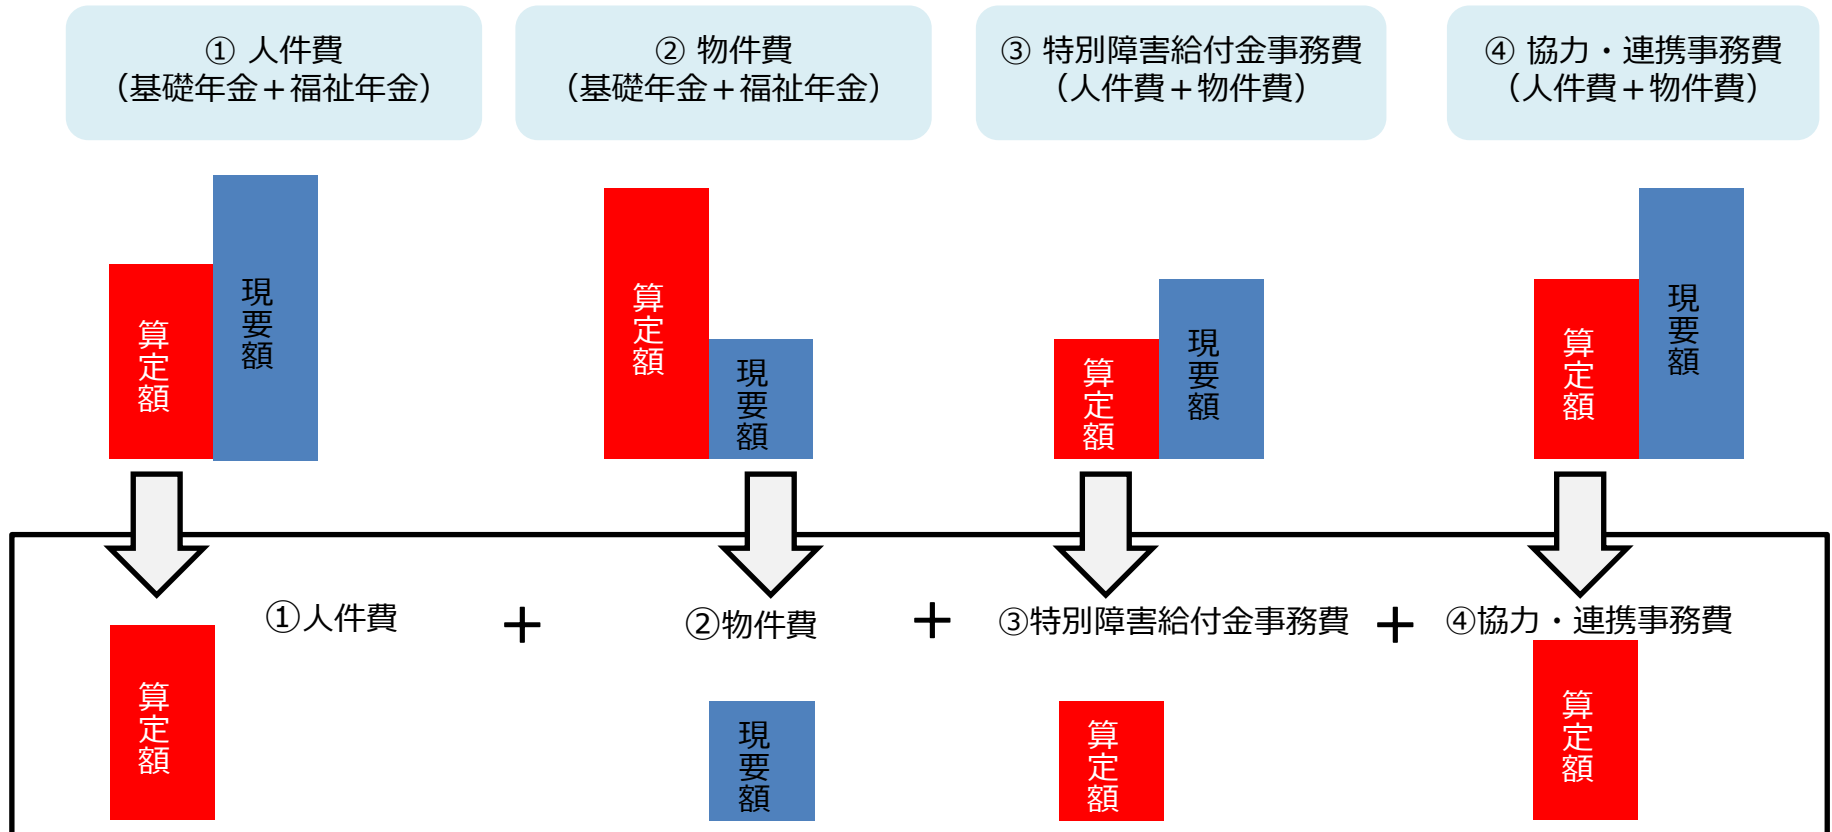 ① 人件費
（基礎年金＋福祉年金）
② 物件費
（基礎年金＋福祉年金）
③ 特別障害給付金事務費
（人件費＋物件費）
④ 協力・連携事務費
（人件費＋物件費）
算定額
現要額
算定額
現要額
算定額
現要額
算定額
現要額
①人件費
＋
②物件費
＋
③特別障害給付金事務費
＋
④協力・連携事務費
算定額
現要額
算定額
算定額